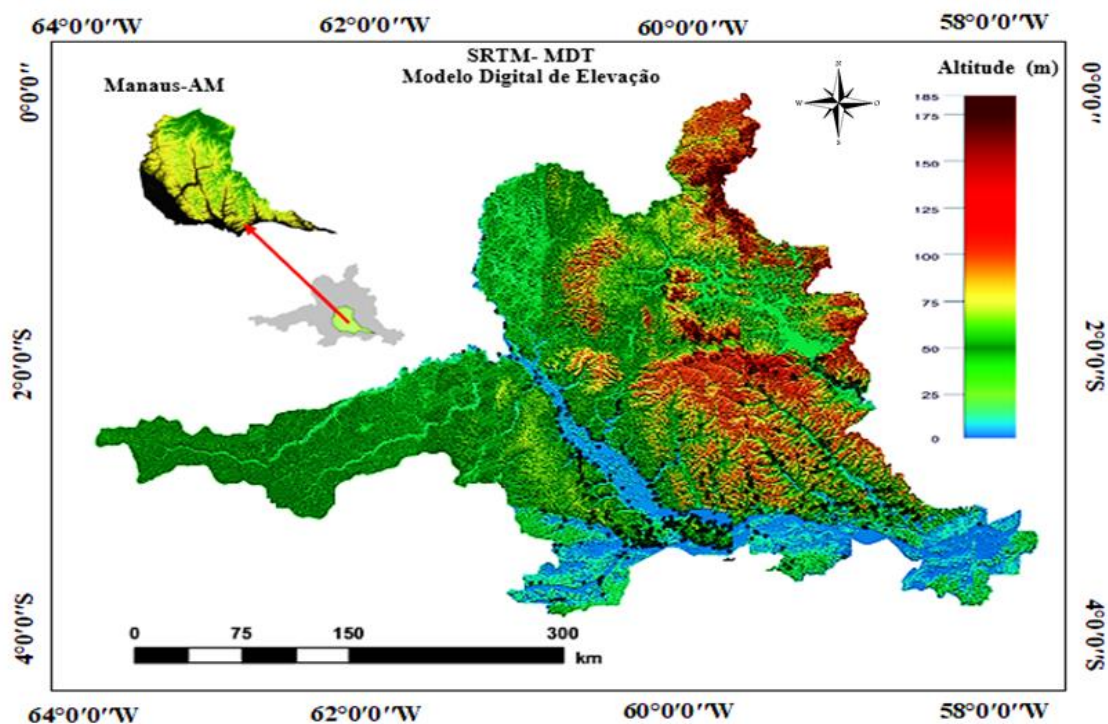 64°0'0"W 62°0'0"W 60°0'0"W 58°0'0"W
SRTM- MDT
Modelo Digital de Elevação
Manaus-AM
N
W O
S
Altitude (m)
185
175
150
125
100
75
50
25
0
0°0'0"
2°0'0"S
4°0'0"S
0°0'0"
2°0'0"S
4°0'0"S
0 75 150 300
km
64°0'0"W 62°0'0"W 60°0'0"W 58°0'0"W